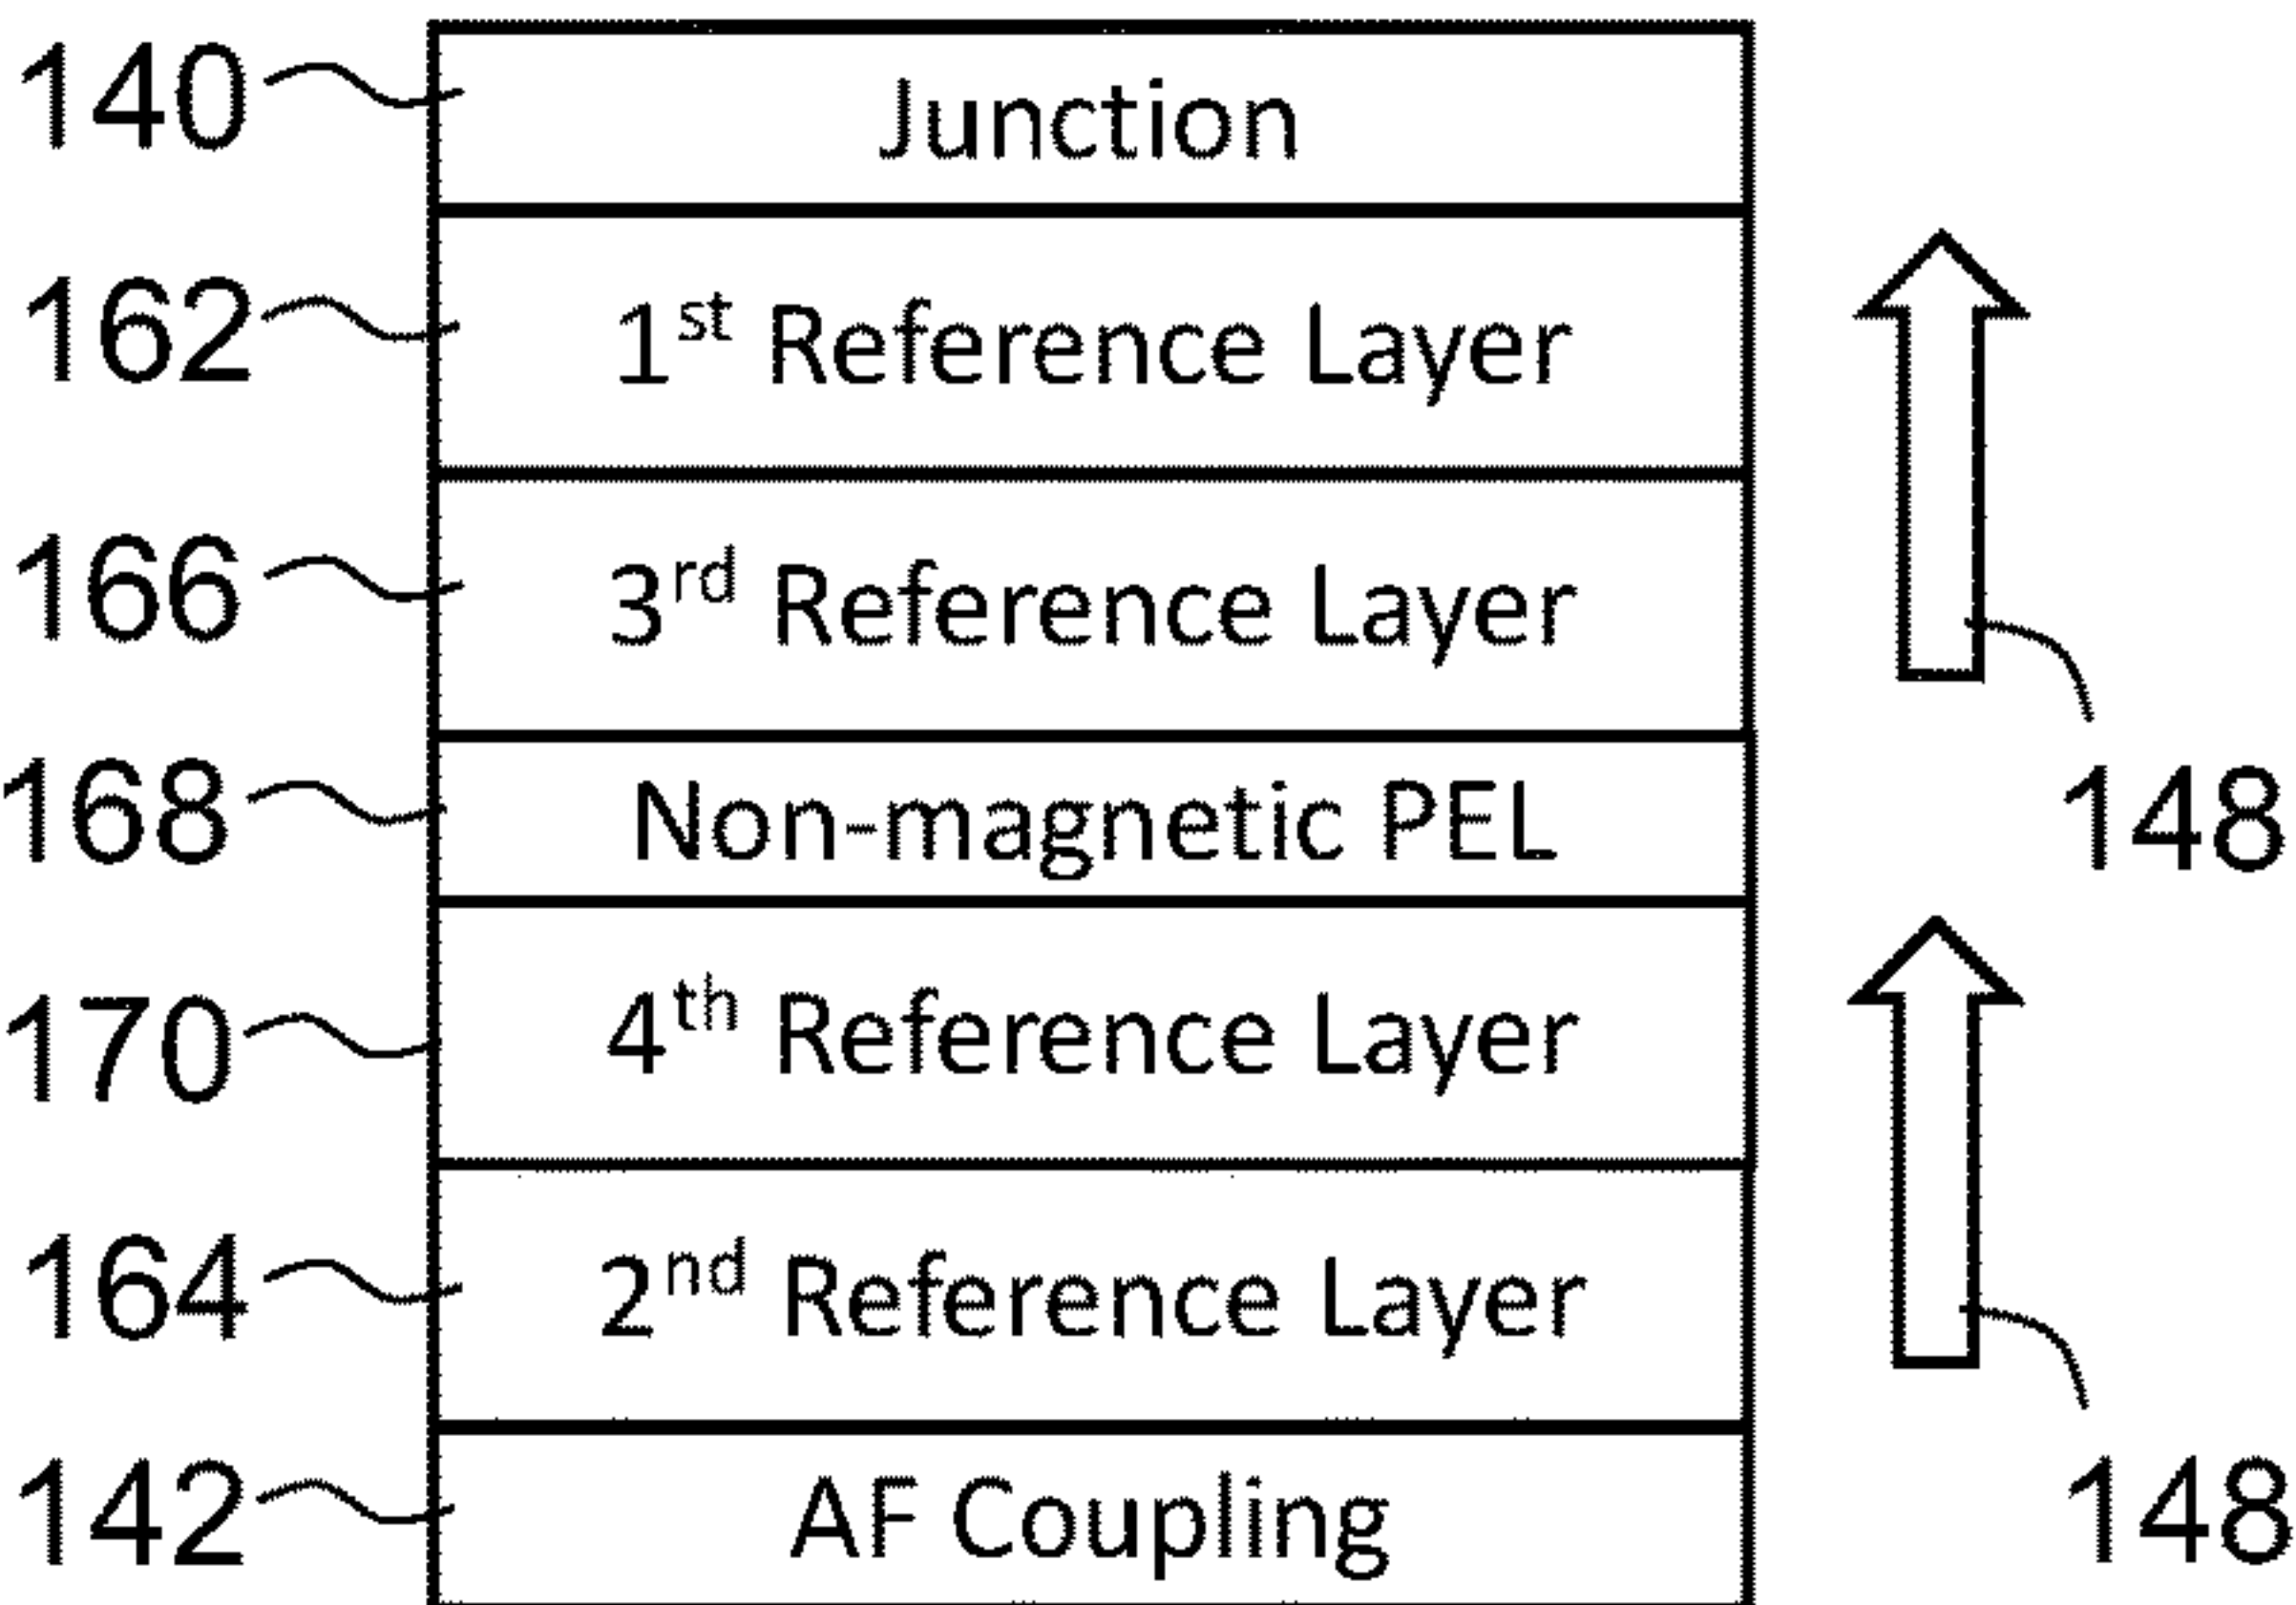 140 Junction
162 1st Reference Layer
166 3rd Reference Layer
168 Non-magnetic PEL 148
170 4th Reference Layer
164 2nd Reference Layer
142 AF Coupling 148